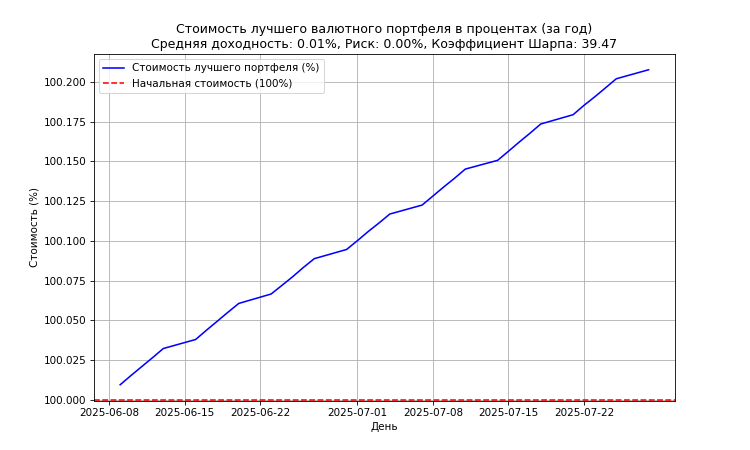 Стоимость лучшего валютного портфеля в процентах (за год)
Средняя доходность: 0.01%, Риск: 0.00%, Коэффициент Шарпа: 39.47
Стоимость лучшего портфеля (%)
Начальная стоимость (100%)
Стоимость (%)
100.200
100.175
100.150
100.125
100.100
100.075
100.050
100.025
100.000
2025-06-08 2025-06-15 2025-06-22 2025-07-01 2025-07-08 2025-07-15 2025-07-22
День